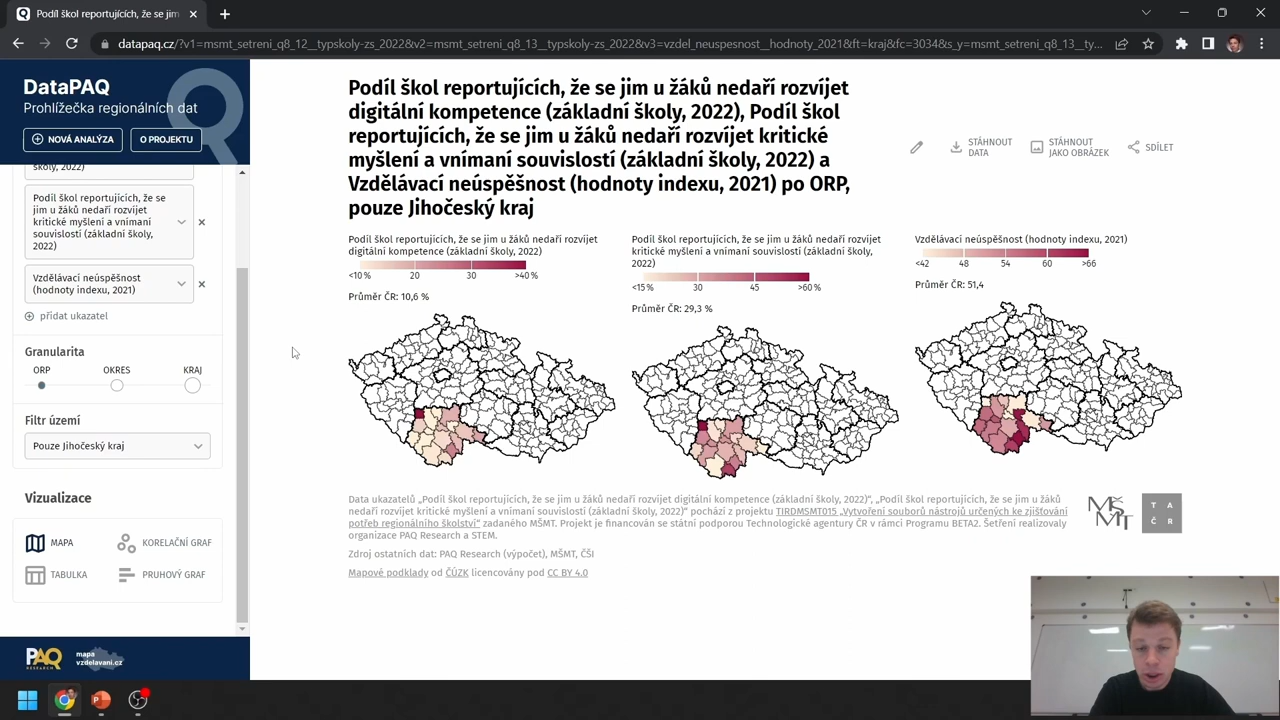 Podíl škol reportujících, že se jim
datapaq.cz/?v1=msmt_setreni_q8_12__typskoly-zs_2022&v2=msmt_setreni_q8_13__typskoly-zs_2022&v3=vzdel_neuspesnost__hodnoty_2021&ft=kraj&fc=3034&s_y=msmt_setreni_q8_13__ty...
DataPAQ
Prohlížečka regionálních dat
NOVÁ ANALÝZA
O PROJEKTU
školy, 2022)
Podíl škol reportujících, že se
jim u žáků nedaří rozvíjet
kritické myšlení a vnímaní
souvislostí (základní školy,
2022)
Vzdělávací neúspěšnost
(hodnoty indexu, 2021)
přidat ukazatel
Granularita
ORP OKRES KRAJ
Filtr území
Pouze Jihočeský kraj
Vizualizace
MAPA KORELAČNÍ GRAF
TABULKA PRUHOVÝ GRAF
PAQ
RESEARCH
mapa
vzdelavani.cz
Podíl škol reportujících, že se jim u žáků nedaří rozvíjet
digitální kompetence (základní školy, 2022), Podíl škol
reportujících, že se jim u žáků nedaří rozvíjet kritické
myšlení a vnímaní souvislostí (základní školy, 2022) a
Vzdělávací neúspěšnost (hodnoty indexu, 2021) po ORP,
pouze Jihočeský kraj
STÁHNOUT
DATA
STÁHNOUT
JAKO OBRÁZEK
SDÍLET
Podíl škol reportujících, že se jim u žáků nedaří rozvíjet
digitální kompetence (základní školy, 2022)
<10 % 20 30 >40 %
Průměr ČR: 10,6 %
Podíl škol reportujících, že se jim u žáků nedaří rozvíjet
kritické myšlení a vnímaní souvislostí (základní školy,
2022)
<15 % 30 45 >60 %
Průměr ČR: 29,3 %
Vzdělávací neúspěšnost (hodnoty indexu, 2021)
<42 48 54 60 >66
Průměr ČR: 51,4
Data ukazatelů „Podíl škol reportujících, že se jim u žáků nedaří rozvíjet digitální kompetence (základní školy, 2022)“, „Podíl škol reportujících, že se jim u žáků nedaří
rozvíjet kritické myšlení a vnímaní souvislostí (základní školy, 2022)“ pochází z projektu TIRDMSMT015 „Vytvoření souborů nástrojů určených ke zjišťování
potřeb regionálního školství“ zadaného MŠMT. Projekt je financován se státní podporou Technologické agentury ČR v rámci Programu BETA2. Šetření realizovaly
organizace PAQ Research a STEM.
Zdroj ostatních dat: PAQ Research (výpočet), MŠMT, ČŠI
Mapové podklady od ČÚZK licencovány pod CC BY 4.0
MŠ
MT
T A
Č R